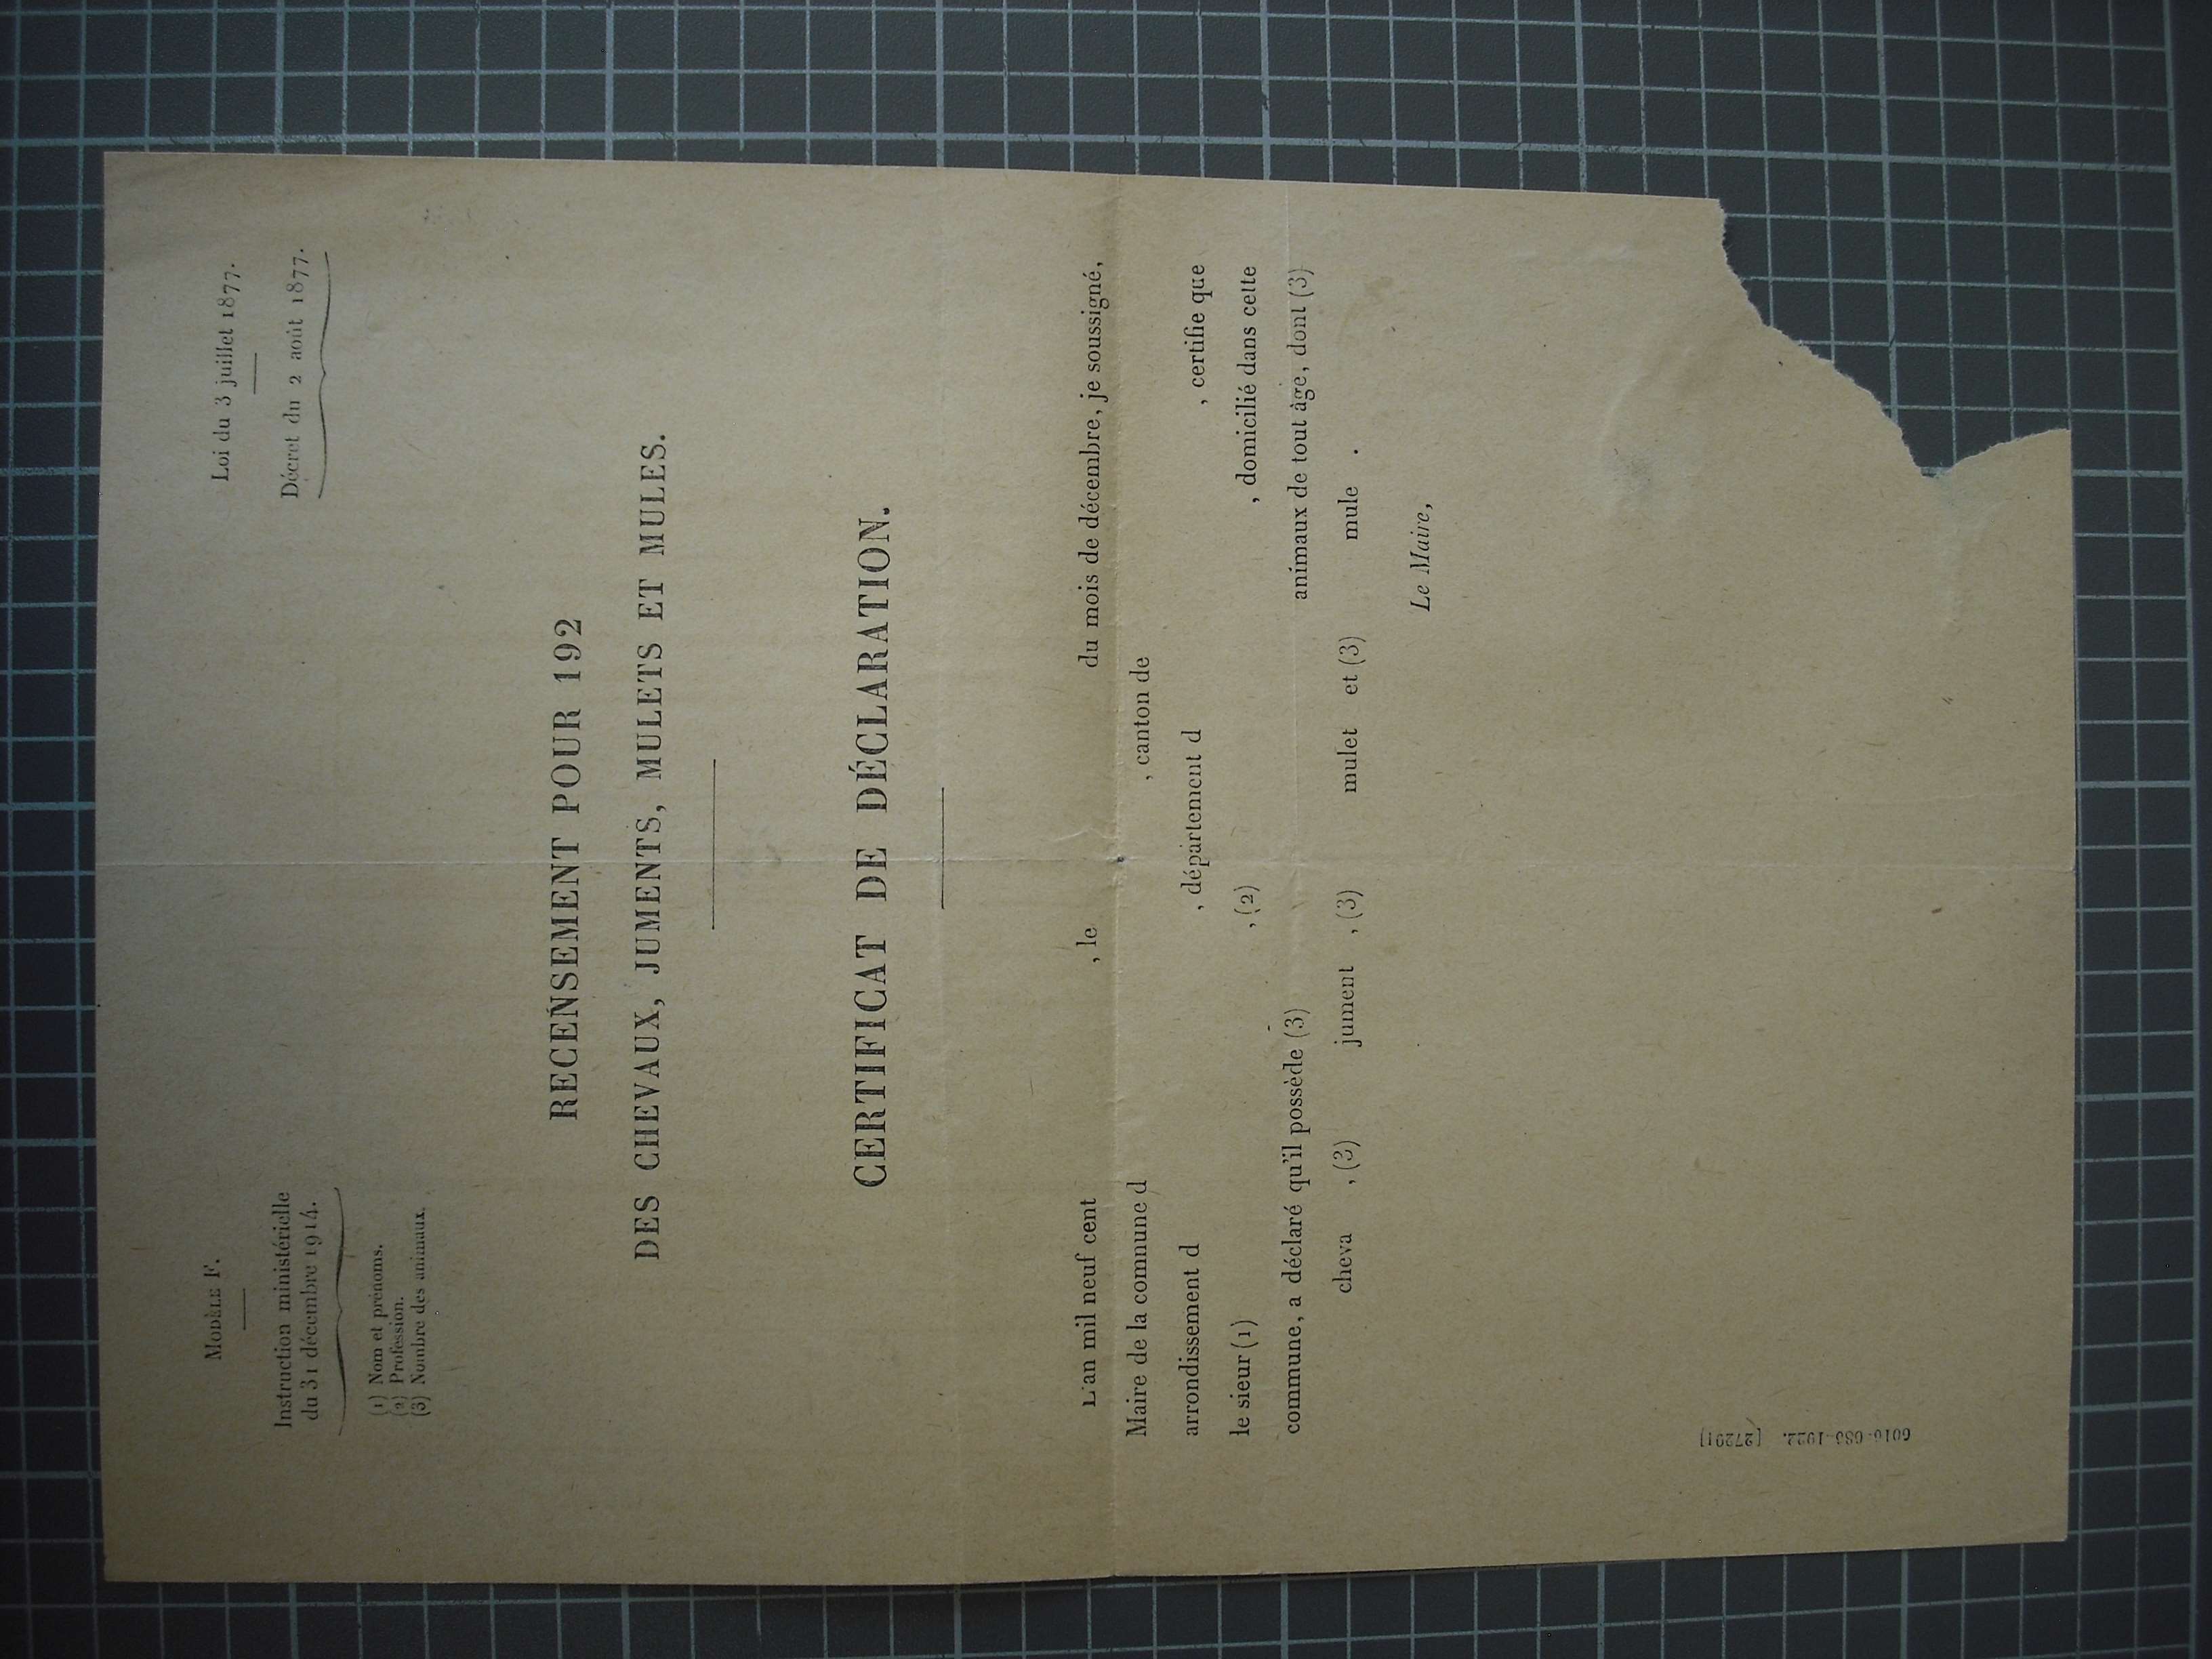 MODÈLE F.
Instruction ministérielle
du 31 décembre 1914.
(1) Nom et prénoms.
(2) Profession.
(3) Nombre des animaux.
Loi du 3 juillet 1877.
Décret du 2 août 1877.
RECENSEMENT POUR 192
DES CHEVAUX, JUMENTS, MULETS ET MULES.
CERTIFICAT DE DÉCLARATION.
L'an mil neuf cent , le du mois de décembre, je soussigné,
Maire de la commune d , canton de
arrondissement d , département d , certifie que
le sieur (1) , (2) , domicilié dans cette
commune, a déclaré qu'il possède (3) animaux de tout âge, dont (3)
cheva , (3) jument , (3) mulet , et (3) mule .
Le Maire,
[27291]